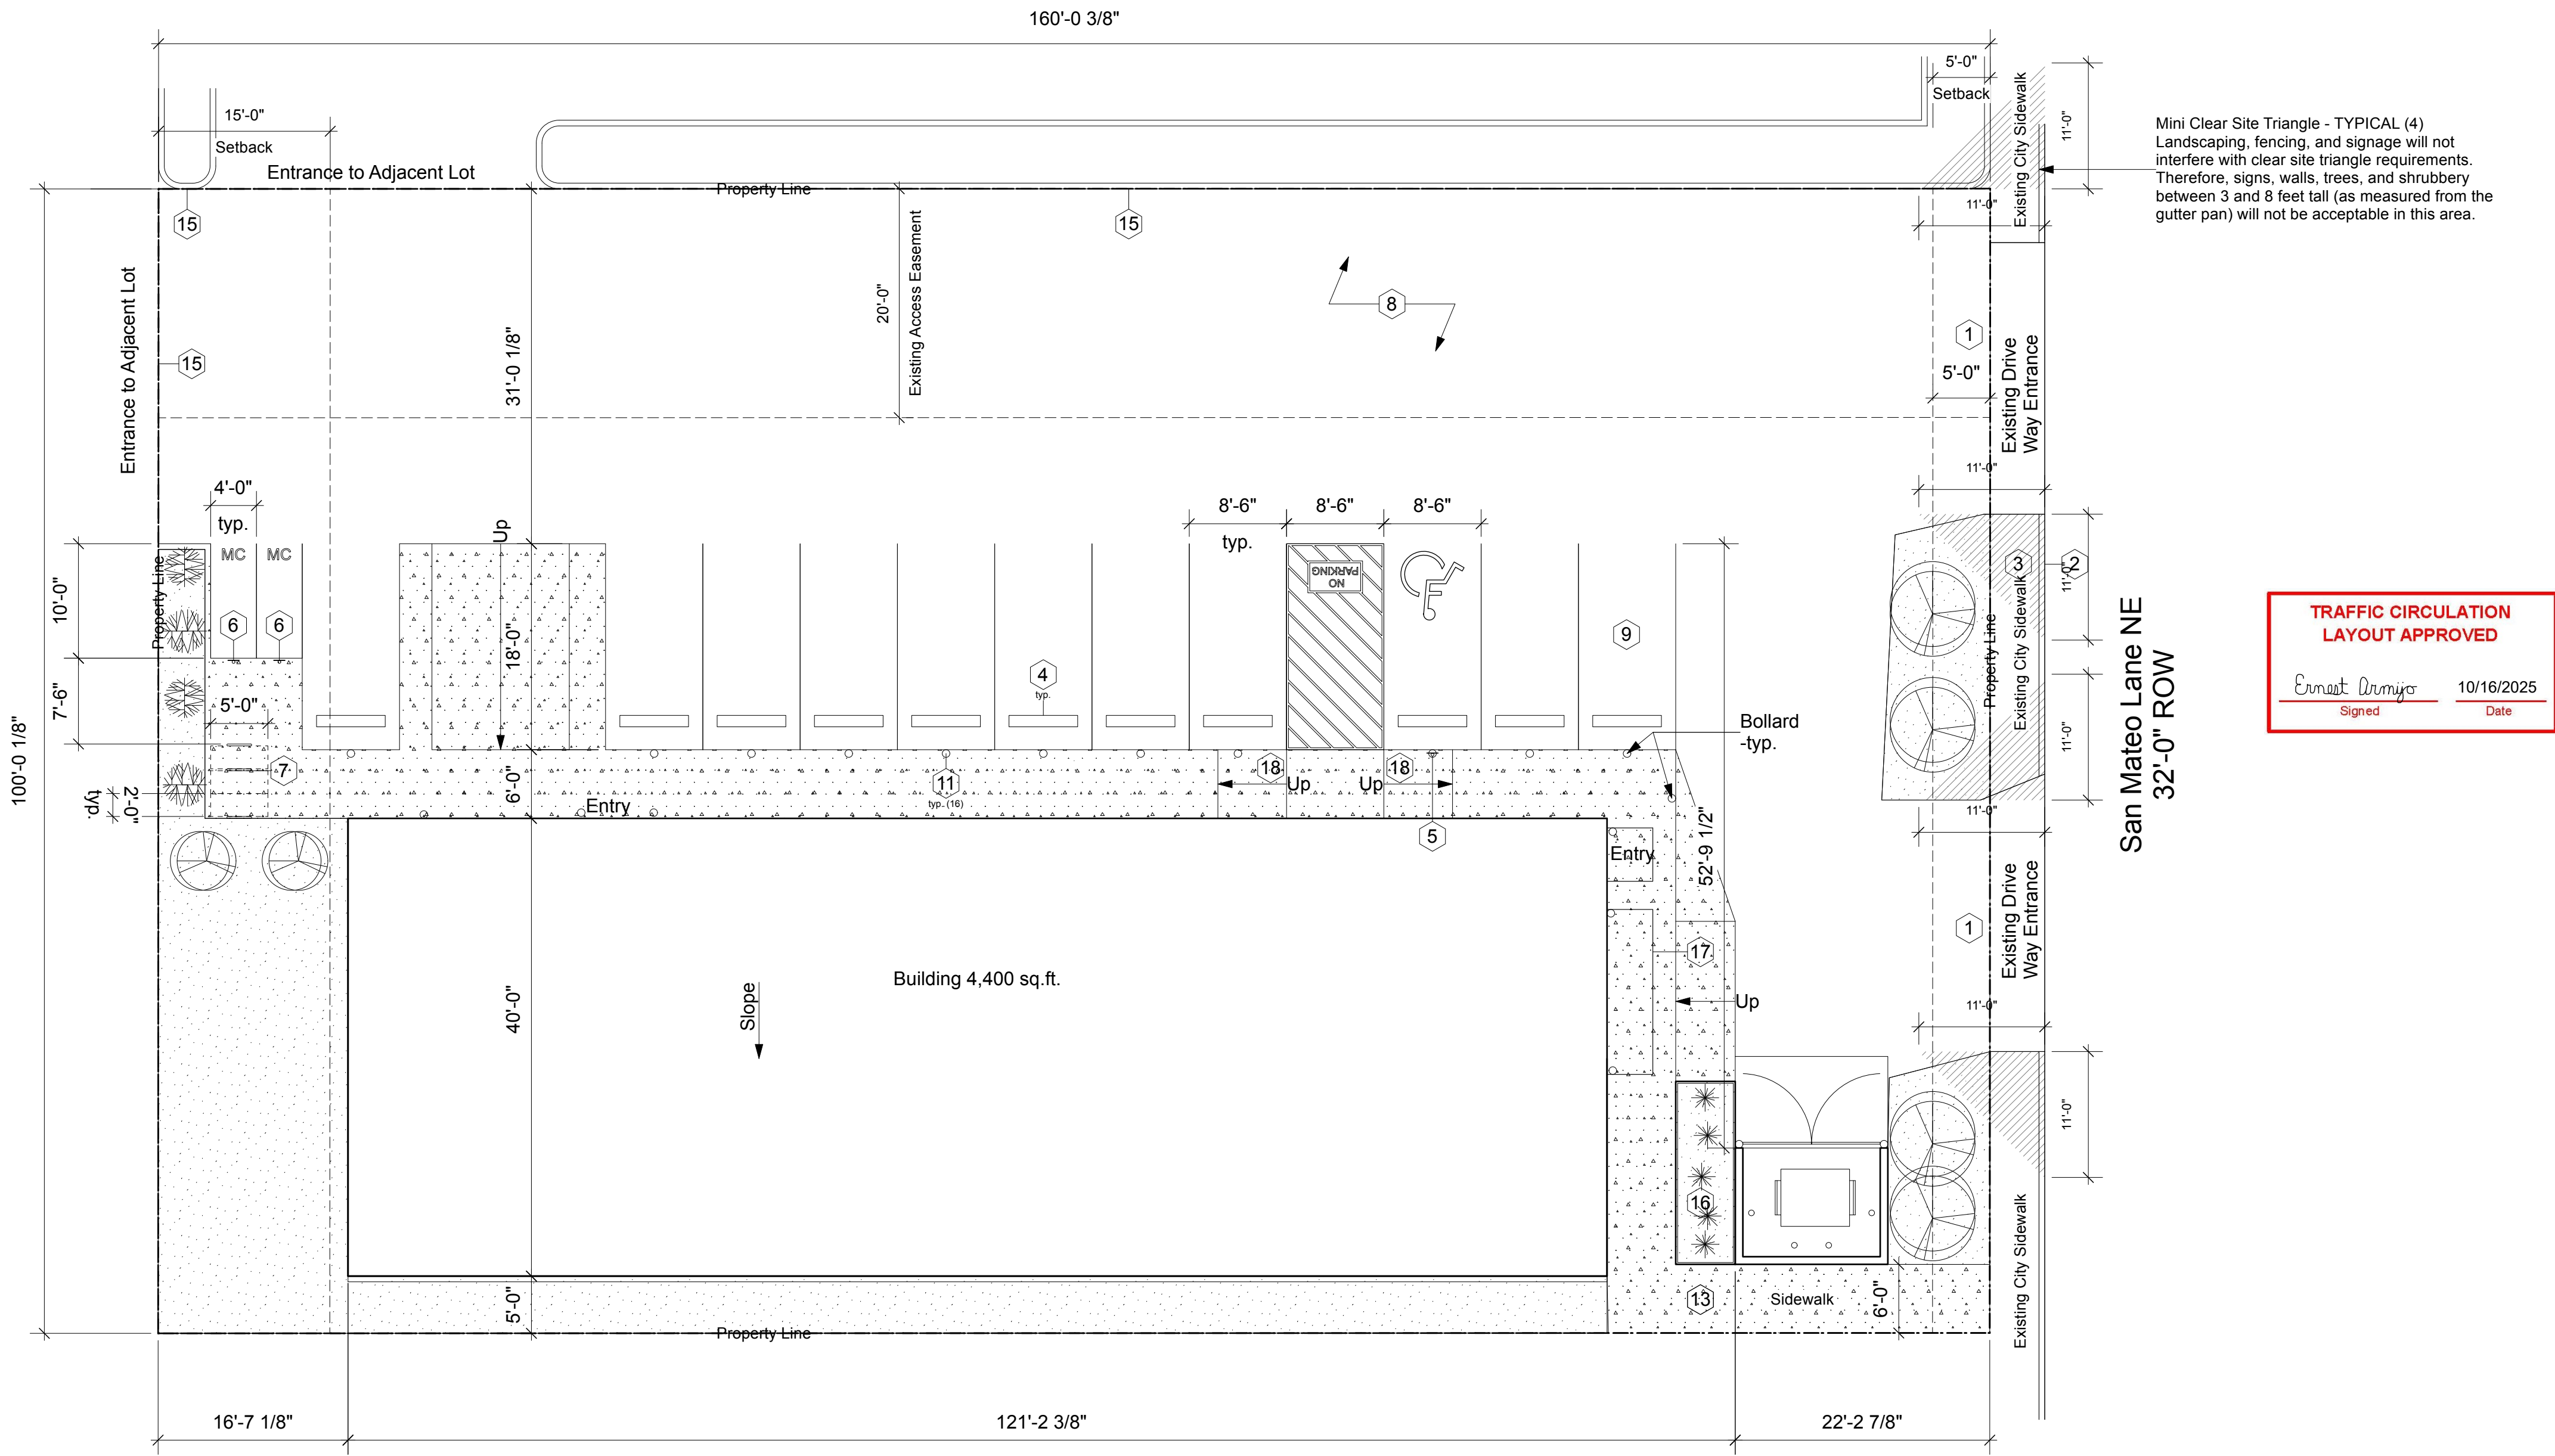 160'-0 3/8"
5'-0"
Setback
Existing City Sidewalk
11'-0"
Mini Clear Site Triangle - TYPICAL (4)
Landscaping, fencing, and signage will not
interfere with clear site triangle requirements.
Therefore, signs, walls, trees, and shrubbery
between 3 and 8 feet tall (as measured from the
gutter pan) will not be acceptable in this area.
15'-0"
Setback
Entrance to Adjacent Lot
Property Line
15
15
11'-0"
Entrance to Adjacent Lot
15
31'-0 1/8"
20'-0"
Existing Access Easement
8
1
5'-0"
Existing Drive
Way Entrance
11'-0"
4'-0"
typ.
MC
MC
Up
8'-6"
typ.
8'-6"
8'-6"
NO
PARKING
10'-0"
Property Line
6
6
18'-0"
4
typ.
9
3
2
11'-0"
Property Line
Existing City Sidewalk
San Mateo Lane NE
32'-0" ROW
TRAFFIC CIRCULATION
LAYOUT APPROVED
Ernest Armijo
10/16/2025
Signed
Date
7'-6"
5'-0"
Bollard
-typ.
11'-0"
100'-0 1/8"
7
2'-0"
typ.
6'-0"
Entry
11
typ. (16)
18
Up
18
Up
5
11'-0"
Entry
52'-9 1/2"
1
Existing Drive
Way Entrance
17
Building 4,400 sq.ft.
Slope
40'-0"
Up
11'-0"
11'-0"
16
5'-0"
13
Sidewalk
6'-0"
Existing City Sidewalk
Property Line
16'-7 1/8"
121'-2 3/8"
22'-2 7/8"